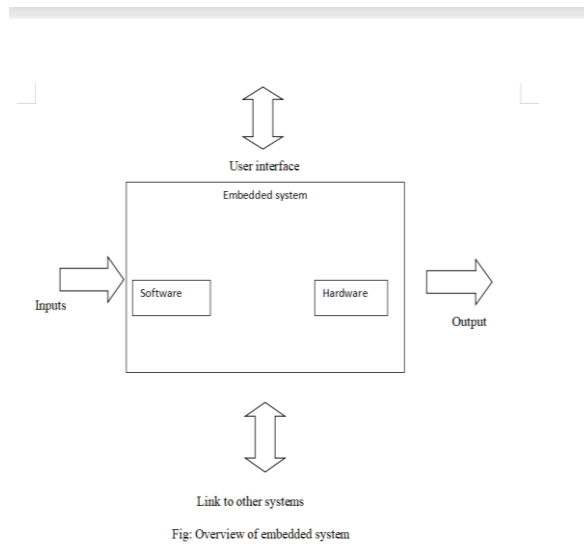 User interface
Embedded system
Software
Hardware
Inputs
Output
Link to other systems
Fig: Overview of embedded system